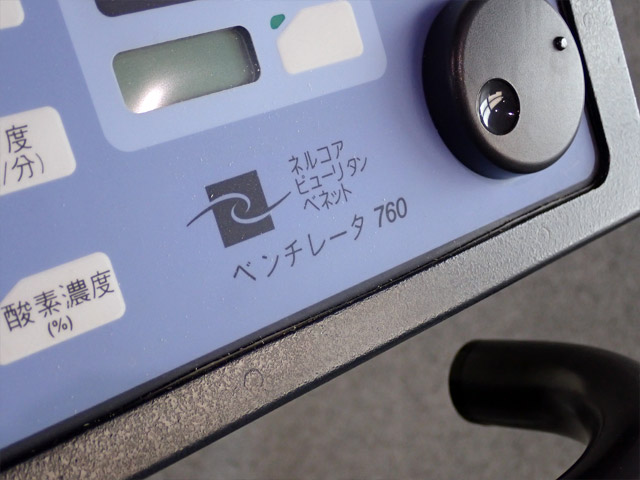 度
/分)
ネルコア
ピューリタン
ベネット
ベンチレータ 760
酸素濃度
(%)